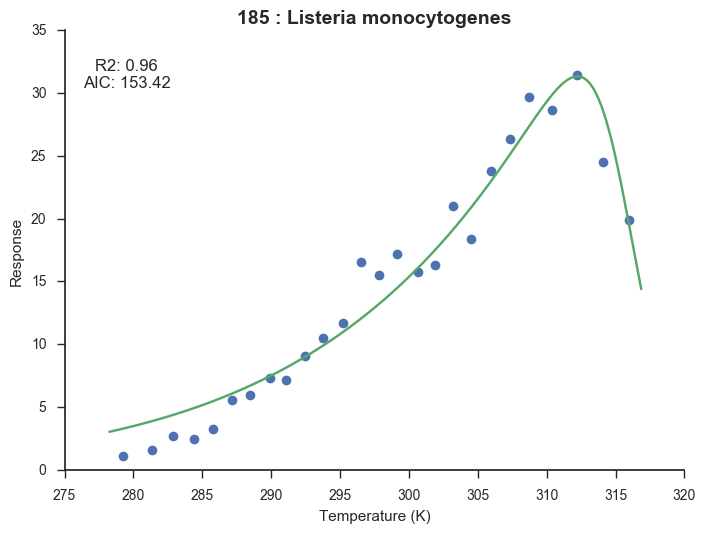 185 : Listeria monocytogenes
R2: 0.96
AIC: 153.42
Response
35
30
25
20
15
10
5
0
275 280 285 290 295 300 305 310 315 320
Temperature (K)